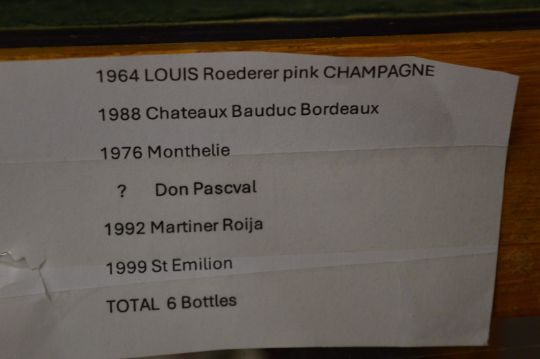 1964 LOUIS Roederer pink CHAMPAGNE
1988 Chateaux Bauduc Bordeaux
1976 Monthelie
? Don Pascval
1992 Martiner Roija
1999 St Emilion
TOTAL 6 Bottles